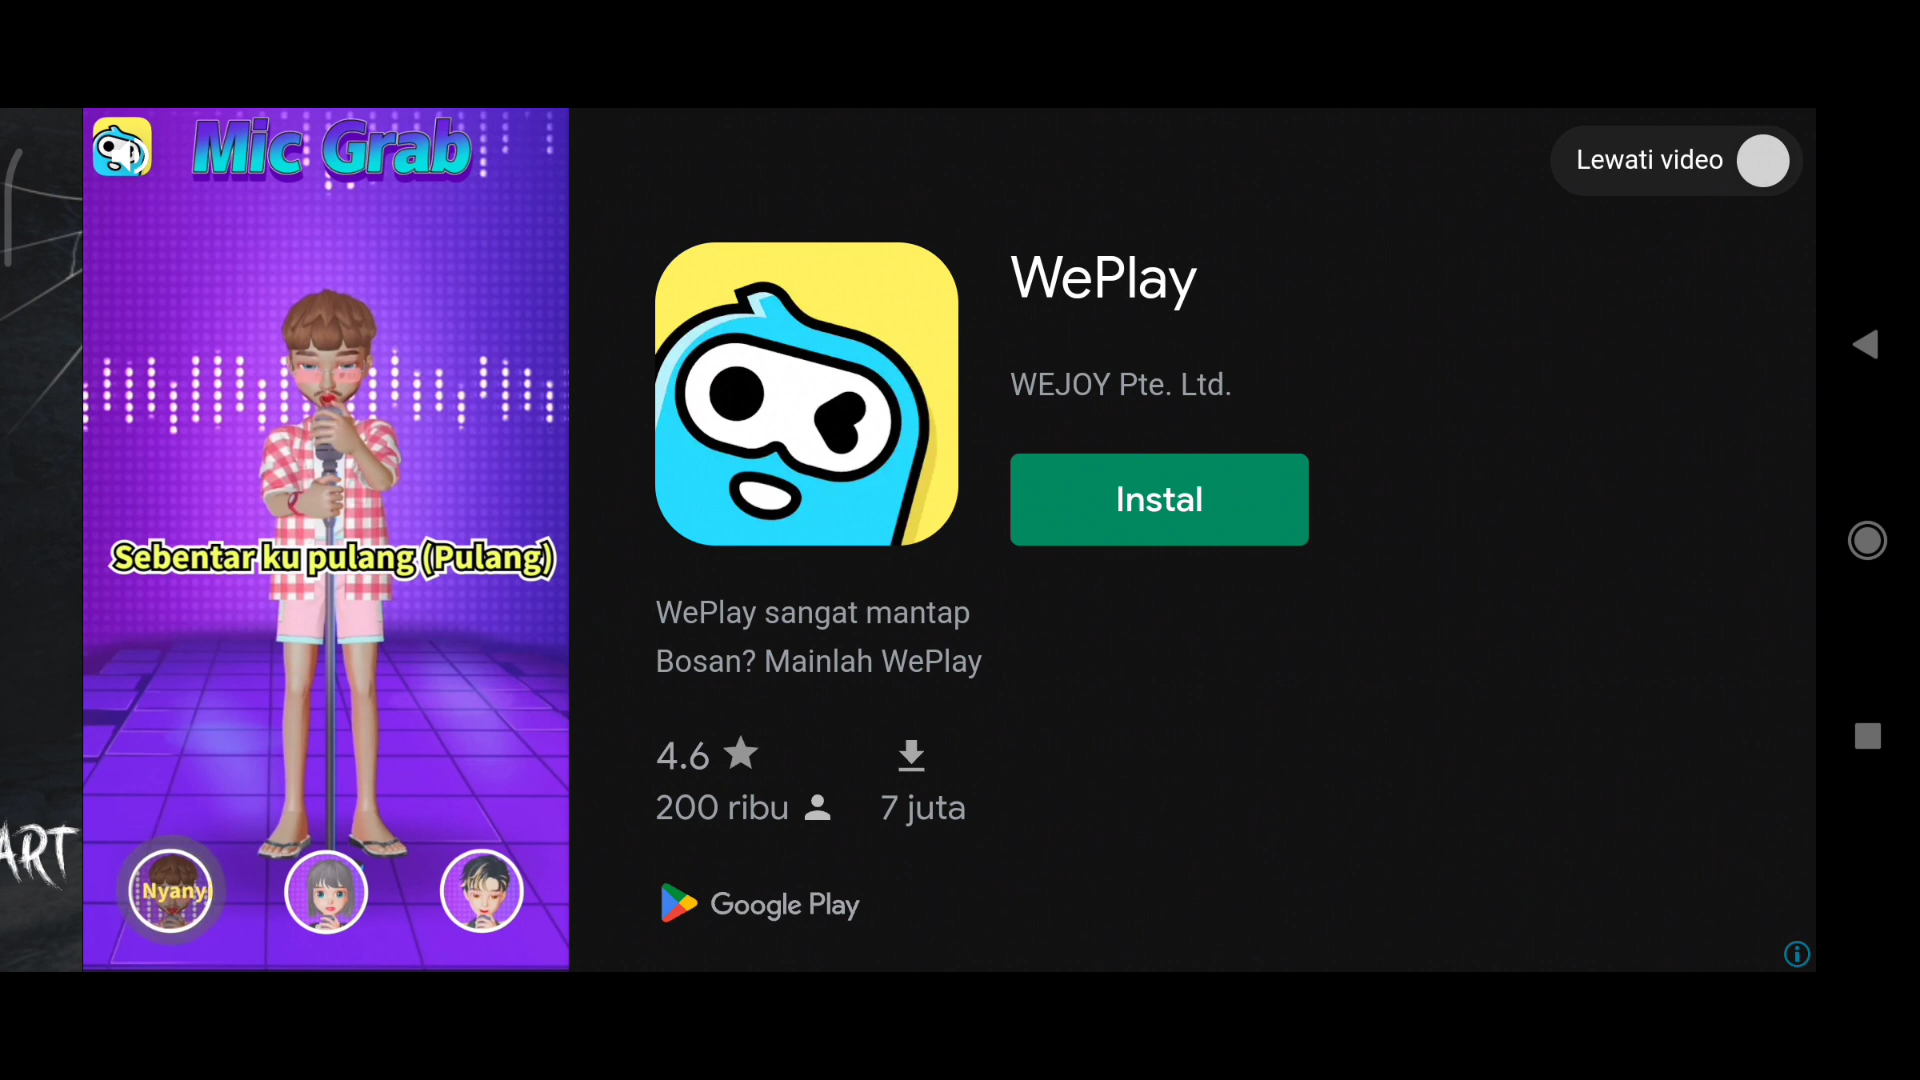 Mic Grab
Sebentar ku pulang (Pulang)
Nyany
ART
Lewati video
WePlay
WEJOY Pte. Ltd.
Instal
WePlay sangat mantap
Bosan? Mainlah WePlay
4.6
200 ribu
7 juta
Google Play